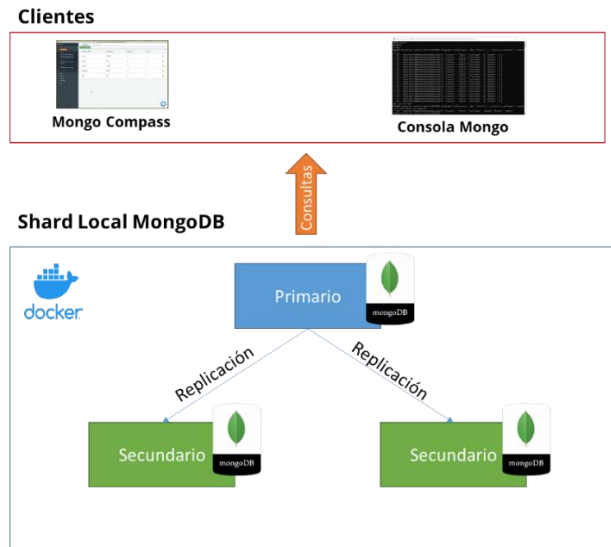 Clientes
Mongo Compass
Consola Mongo
Consultas
Shard Local MongoDB
docker
Primario
mongoDB
Replicación
Replicación
Secundario
mongoDB
Secundario
mongoDB